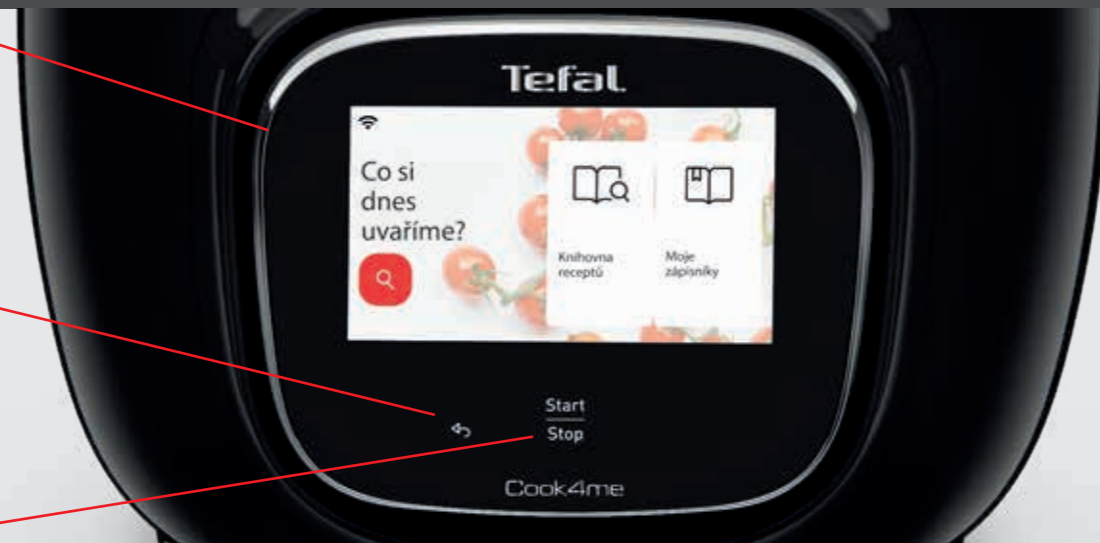 Tefal
Co si
dnes
uvaříme?
Knihovna
receptů
Moje
zápisníky
Start
Stop
Cook4me